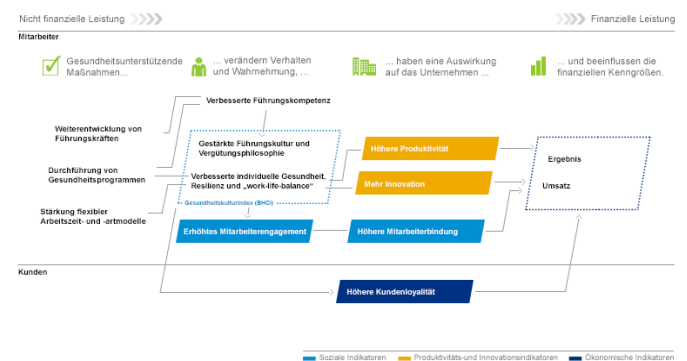 Nicht finanzielle Leistung
Finanzielle Leistung
Mitarbeiter
Gesundheitsunterstützende
Maßnahmen...
... verändern Verhalten
und Wahrnehmung, ...
... haben eine Auswirkung
auf das Unternehmen ...
... und beeinflussen die
finanziellen Kenngrößen.
Verbesserte Führungskompetenz
Weiterentwicklung von
Führungskräften
Gestärkte Führungskultur und
Vergütungsphilosophie
Höhere Produktivität
Ergebnis
Durchführung von
Gesundheitsprogrammen
Verbesserte individuelle Gesundheit,
Resilienz und „work-life-balance“
Mehr Innovation
Umsatz
Gesundheitskulturindex (BHCI)
Stärkung flexibler
Arbeitszeit- und -artmodelle
Erhöhtes Mitarbeiterengagement
Höhere Mitarbeiterbindung
Kunden
Höhere Kundenloyalität
Soziale Indikatoren
Produktivitäts-und Innovationsindikatoren
Ökonomische Indikatoren